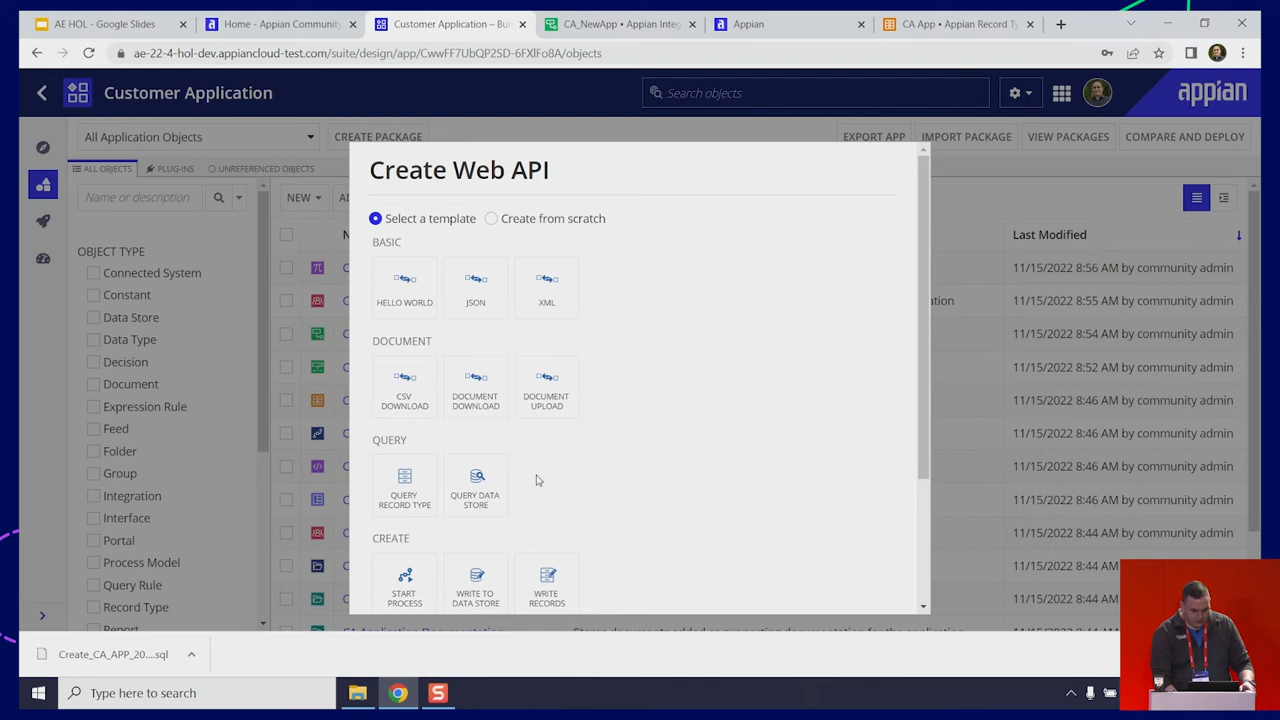 AE HOL - Google Slides
Home - Appian Community
Customer Application – Bui
CA_NewApp • Appian Integ
Appian
CA App • Appian Record Ty
ae-22-4-hol-dev.appiancloud-test.com/suite/design/app/CwwFF7UbQP2SD-6FXlFo8A/objects
Customer Application
Search objects
appian
All Application Objects
CREATE PACKAGE
EXPORT APP
IMPORT PACKAGE
VIEW PACKAGES
COMPARE AND DEPLOY
ALL OBJECTS
PLUG-INS
UNREFERENCED OBJECTS
Name or description
NEW
OBJECT TYPE
Connected System
Constant
Data Store
Data Type
Decision
Document
Expression Rule
Feed
Folder
Group
Integration
Interface
Portal
Process Model
Query Rule
Record Type
Report
Create Web API
Select a template
Create from scratch
BASIC
HELLO WORLD
JSON
XML
DOCUMENT
CSV
DOWNLOAD
DOCUMENT
DOWNLOAD
DOCUMENT
UPLOAD
QUERY
QUERY
RECORD TYPE
QUERY DATA
STORE
CREATE
START
PROCESS
WRITE TO
DATA STORE
WRITE
RECORDS
Last Modified
11/15/2022 8:56 AM by community admin
11/15/2022 8:55 AM by community admin
11/15/2022 8:54 AM by community admin
11/15/2022 8:52 AM by community admin
11/15/2022 8:46 AM by community admin
11/15/2022 8:46 AM by community admin
11/15/2022 8:46 AM by community admin
11/15/2022 8:46 AM by community admin
11/15/2022 8:44 AM by community admin
11/15/2022 8:44 AM by community admin
11/15/2022 8:44 AM
Create_CA_APP_20....sql
Type here to search